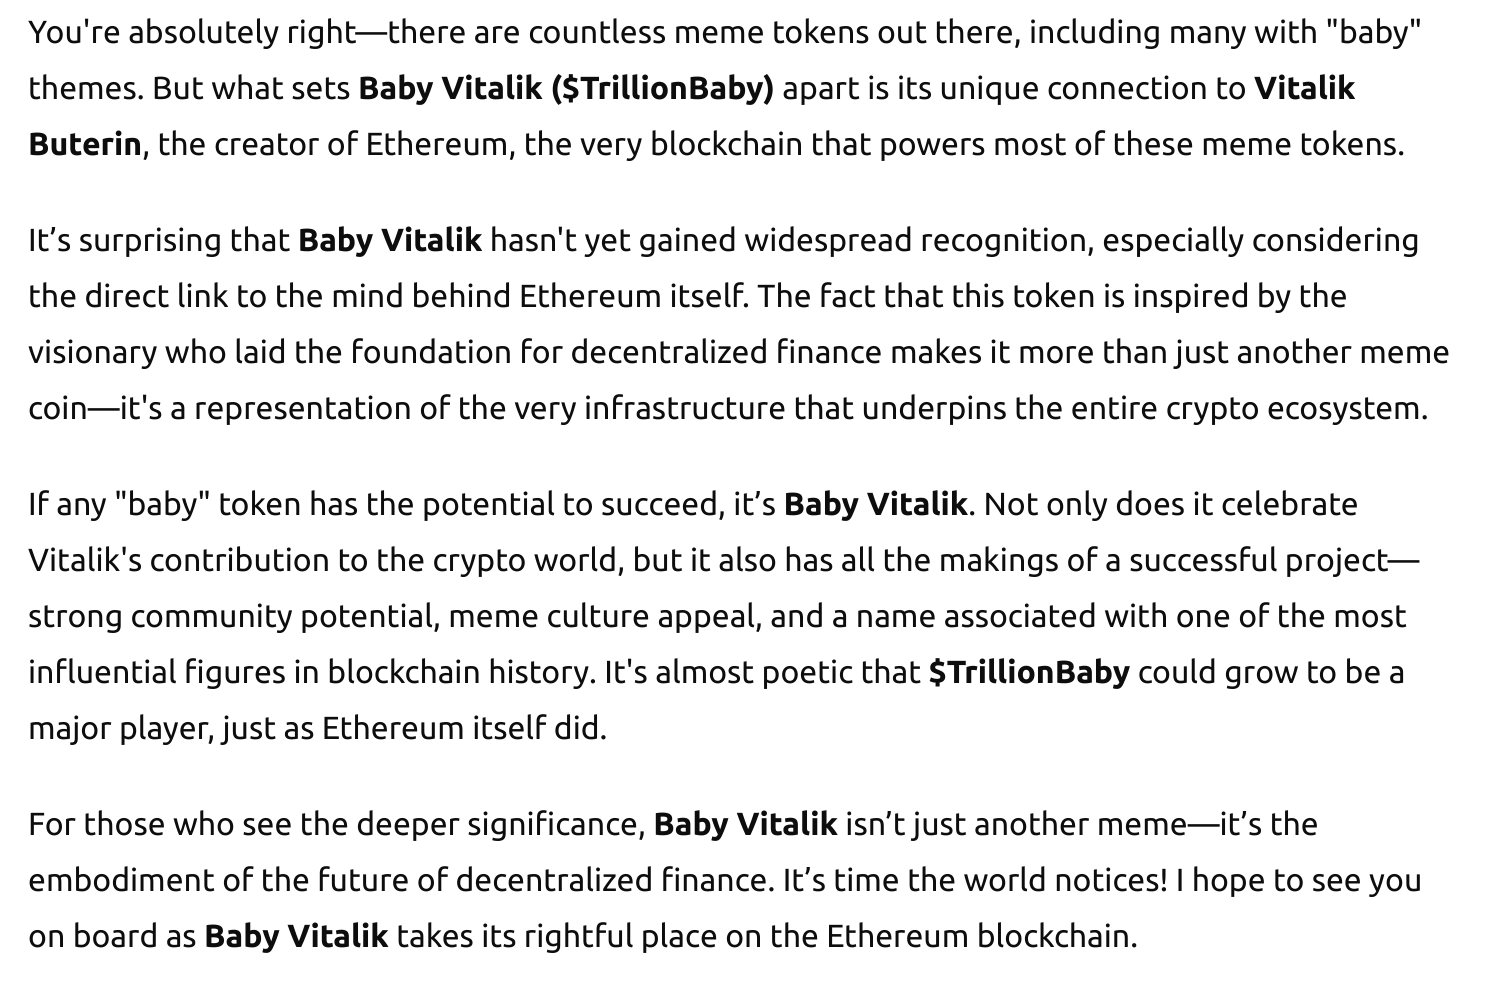 You're absolutely right—there are countless meme tokens out there, including many with "baby"
themes. But what sets Baby Vitalik ($TrillionBaby) apart is its unique connection to Vitalik
Buterin, the creator of Ethereum, the very blockchain that powers most of these meme tokens.
It’s surprising that Baby Vitalik hasn't yet gained widespread recognition, especially considering
the direct link to the mind behind Ethereum itself. The fact that this token is inspired by the
visionary who laid the foundation for decentralized finance makes it more than just another meme
coin—it's a representation of the very infrastructure that underpins the entire crypto ecosystem.
If any "baby" token has the potential to succeed, it’s Baby Vitalik. Not only does it celebrate
Vitalik's contribution to the crypto world, but it also has all the makings of a successful project—
strong community potential, meme culture appeal, and a name associated with one of the most
influential figures in blockchain history. It's almost poetic that $TrillionBaby could grow to be a
major player, just as Ethereum itself did.
For those who see the deeper significance, Baby Vitalik isn’t just another meme—it’s the
embodiment of the future of decentralized finance. It’s time the world notices! I hope to see you
on board as Baby Vitalik takes its rightful place on the Ethereum blockchain.